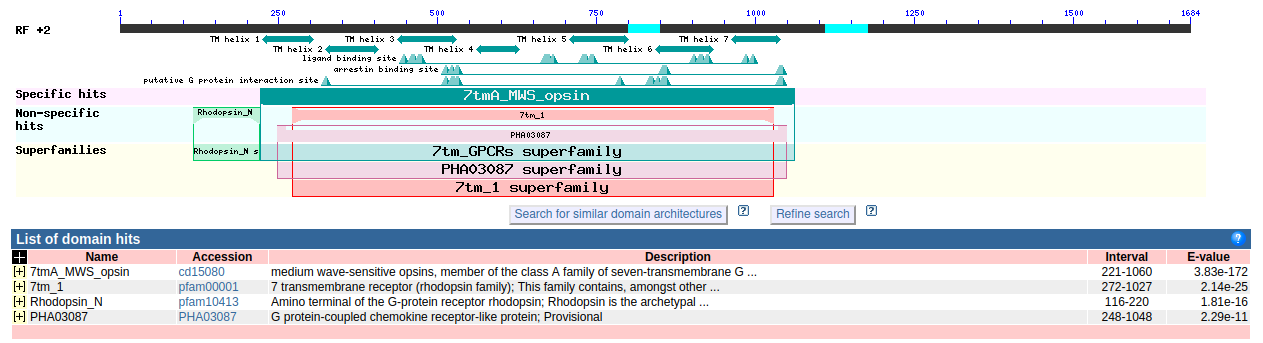 1 250 500 750 1000 1250 1500 1684
RF +2
TM helix 1 TM helix 3 TM helix 5 TM helix 7
TM helix 2 TM helix 4 TM helix 6
ligand binding site
arrestin binding site
putative G protein interaction site
Specific hits 7tmA_MWS_opsin
Non-specific hits Rhodopsin_N 7tm_1
PHA03087
Superfamilies Rhodopsin_N s 7tm_GPCRs superfamily
PHA03087 superfamily
7tm_1 superfamily
Search for similar domain architectures ? Refine search ?
List of domain hits ?
+ Name Accession Description Interval E-value
[+] 7tmA_MWS_opsin cd15080 medium wave-sensitive opsins, member of the class A family of seven-transmembrane G ... 221-1060 3.83e-172
[+] 7tm_1 pfam00001 7 transmembrane receptor (rhodopsin family); This family contains, amongst other ... 272-1027 2.14e-25
[+] Rhodopsin_N pfam10413 Amino terminal of the G-protein receptor rhodopsin; Rhodopsin is the archetypal ... 116-220 1.81e-16
[+] PHA03087 PHA03087 G protein-coupled chemokine receptor-like protein; Provisional 248-1048 2.29e-11